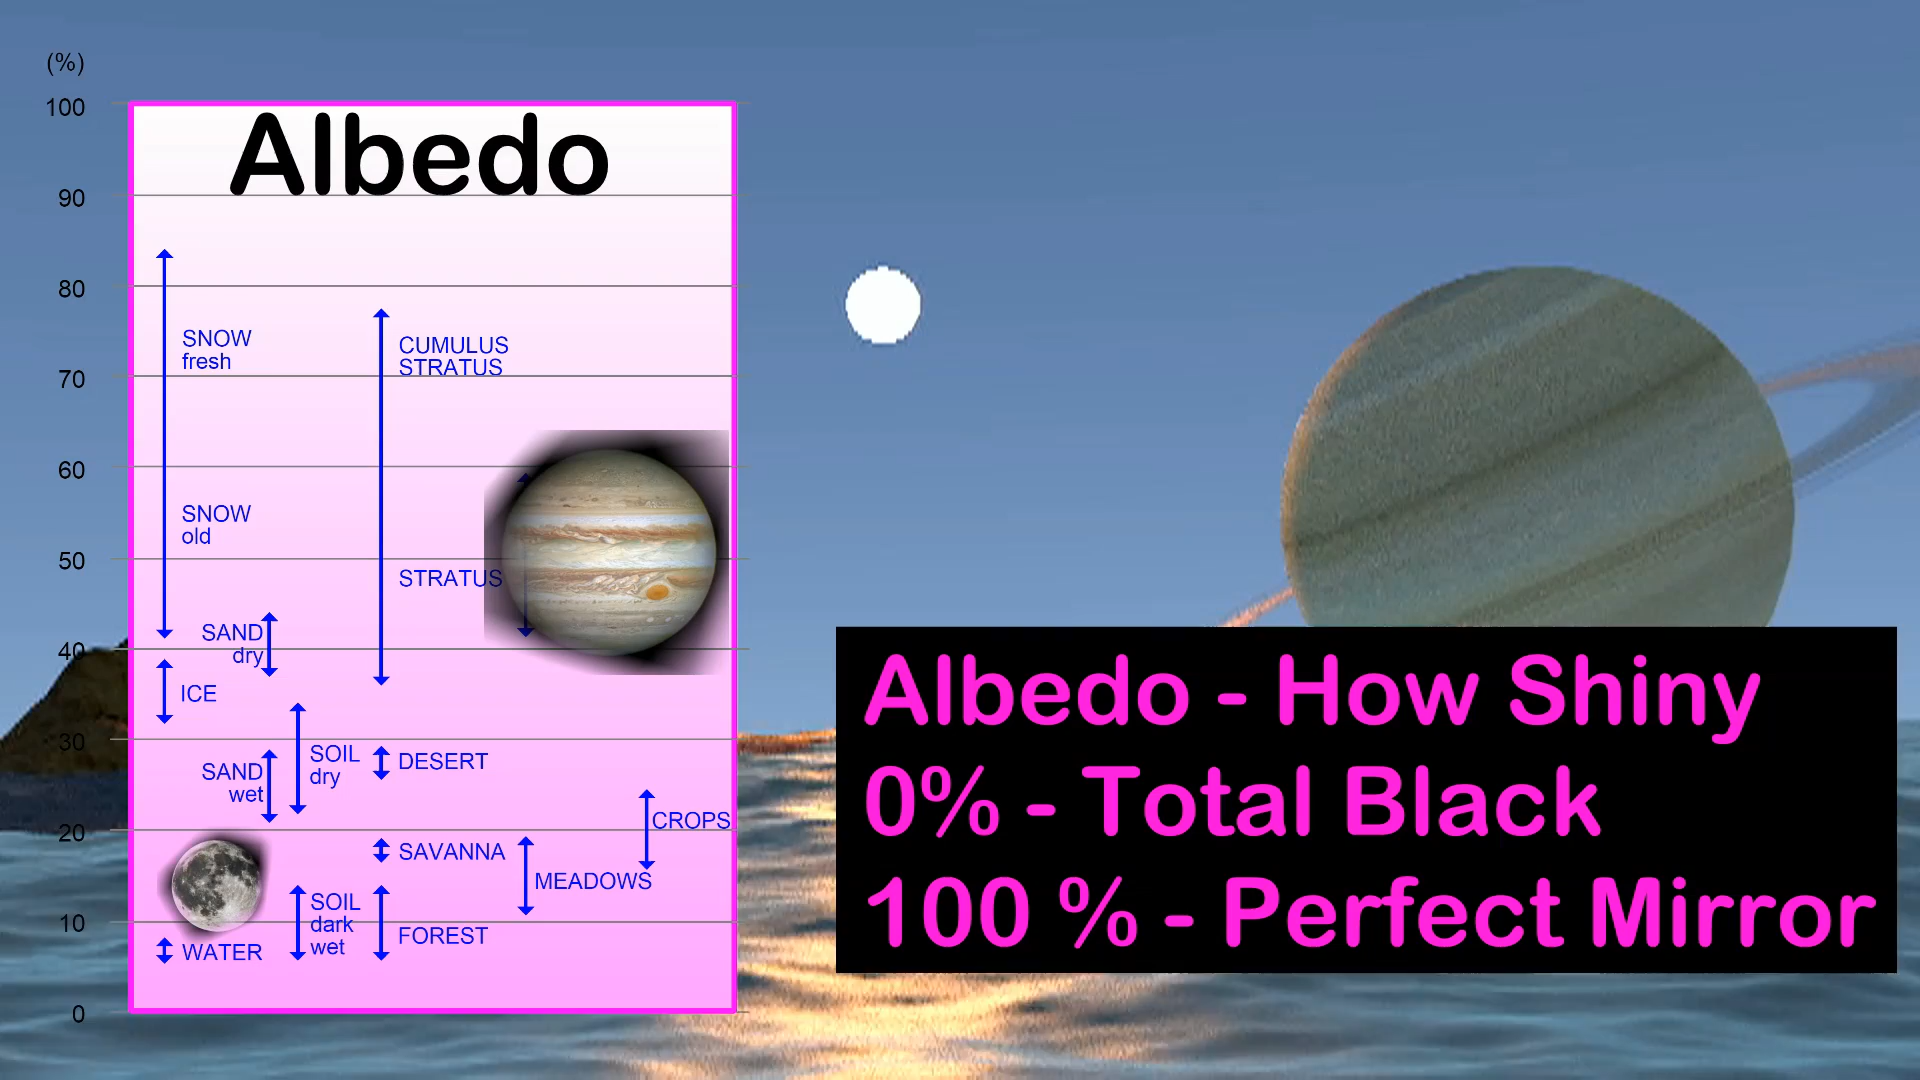 (%)
100
Albedo
90
80
SNOW
fresh
CUMULUS
STRATUS
70
60
SNOW
old
50
STRATUS
SAND
dry
40
ICE
30
SOIL
dry
DESERT
SAND
wet
CROPS
20
SAVANNA
MEADOWS
SOIL
dark
wet
10
FOREST
WATER
0
Albedo - How Shiny
0% - Total Black
100 % - Perfect Mirror